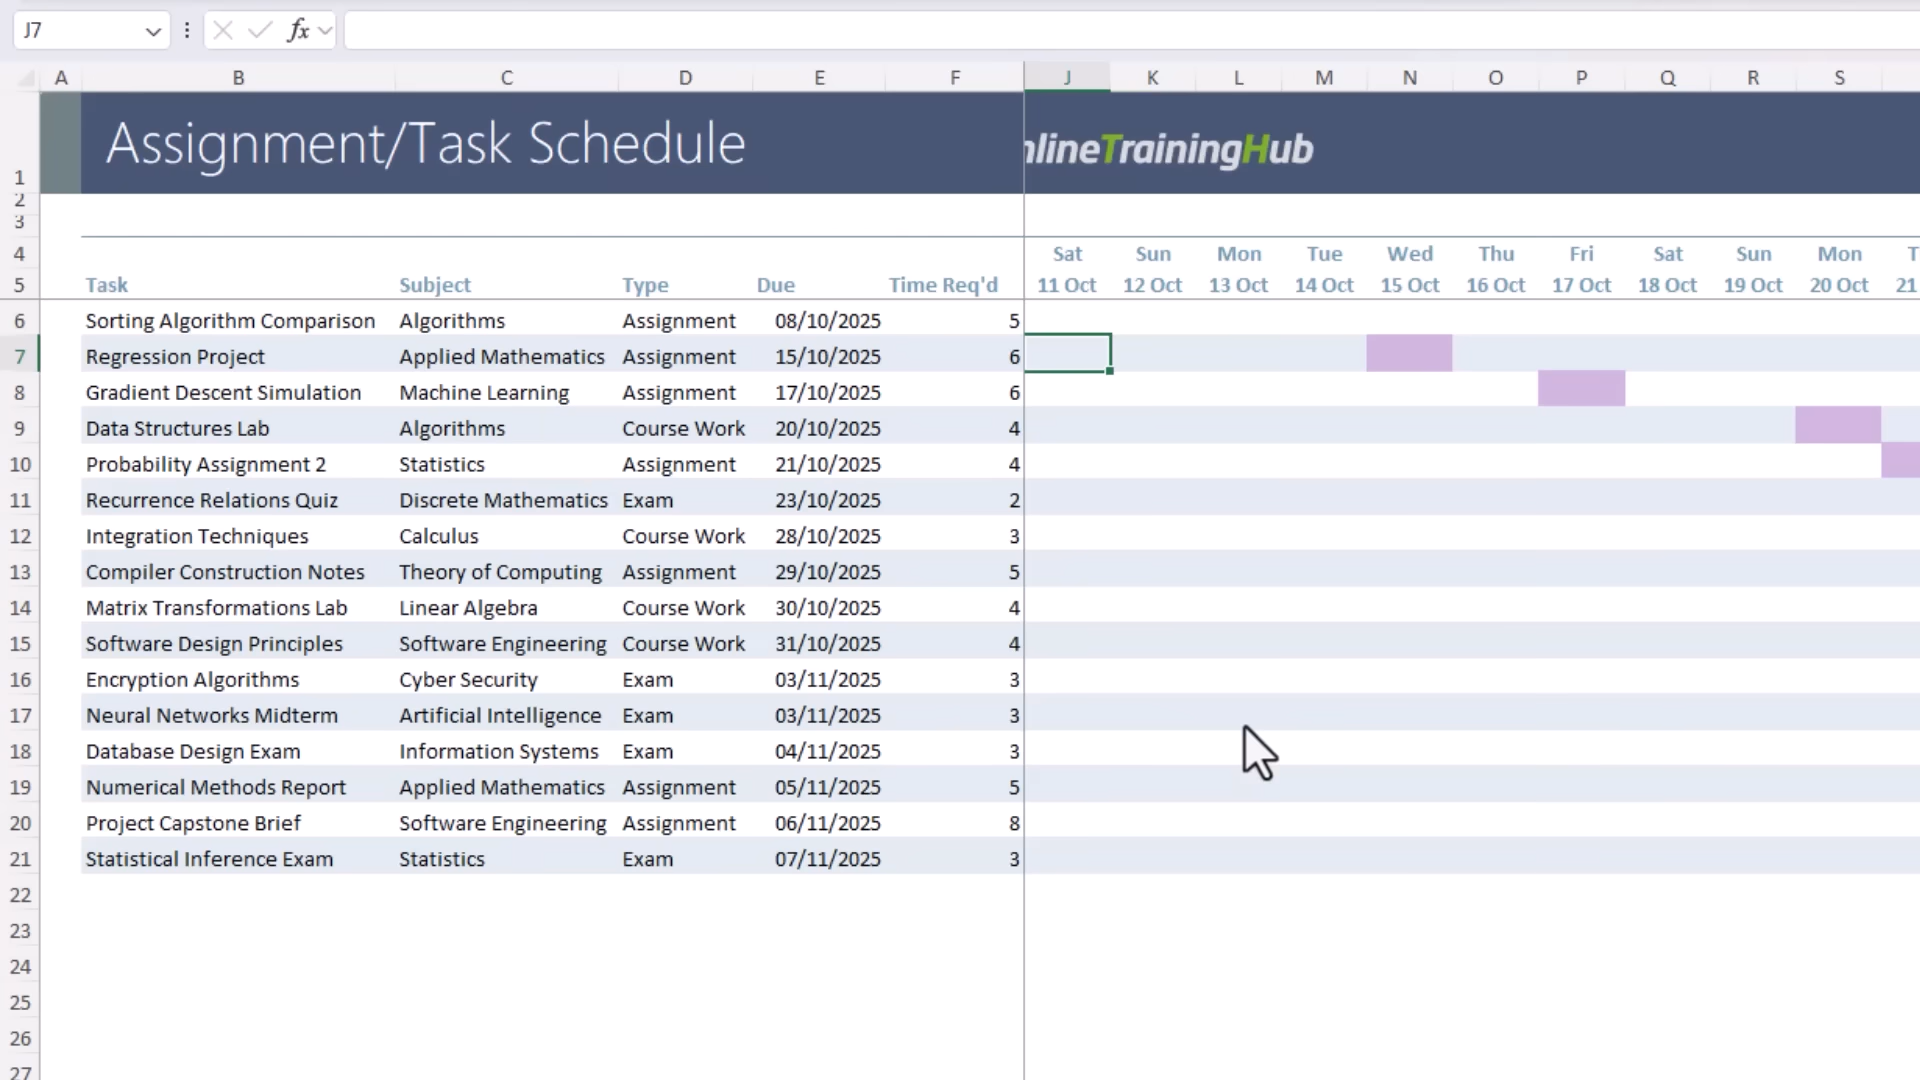 J7 fx
A B C D E F J K L M N O P Q R S
1 Assignment/Task Schedule nlineTrainingHub
2
3
4 Sat Sun Mon Tue Wed Thu Fri Sat Sun Mon T
5 Task Subject Type Due Time Req'd 11 Oct 12 Oct 13 Oct 14 Oct 15 Oct 16 Oct 17 Oct 18 Oct 19 Oct 20 Oct 21
6 Sorting Algorithm Comparison Algorithms Assignment 08/10/2025 5
7 Regression Project Applied Mathematics Assignment 15/10/2025 6
8 Gradient Descent Simulation Machine Learning Assignment 17/10/2025 6
9 Data Structures Lab Algorithms Course Work 20/10/2025 4
10 Probability Assignment 2 Statistics Assignment 21/10/2025 4
11 Recurrence Relations Quiz Discrete Mathematics Exam 23/10/2025 2
12 Integration Techniques Calculus Course Work 28/10/2025 3
13 Compiler Construction Notes Theory of Computing Assignment 29/10/2025 5
14 Matrix Transformations Lab Linear Algebra Course Work 30/10/2025 4
15 Software Design Principles Software Engineering Course Work 31/10/2025 4
16 Encryption Algorithms Cyber Security Exam 03/11/2025 3
17 Neural Networks Midterm Artificial Intelligence Exam 03/11/2025 3
18 Database Design Exam Information Systems Exam 04/11/2025 3
19 Numerical Methods Report Applied Mathematics Assignment 05/11/2025 5
20 Project Capstone Brief Software Engineering Assignment 06/11/2025 8
21 Statistical Inference Exam Statistics Exam 07/11/2025 3
22
23
24
25
26
27